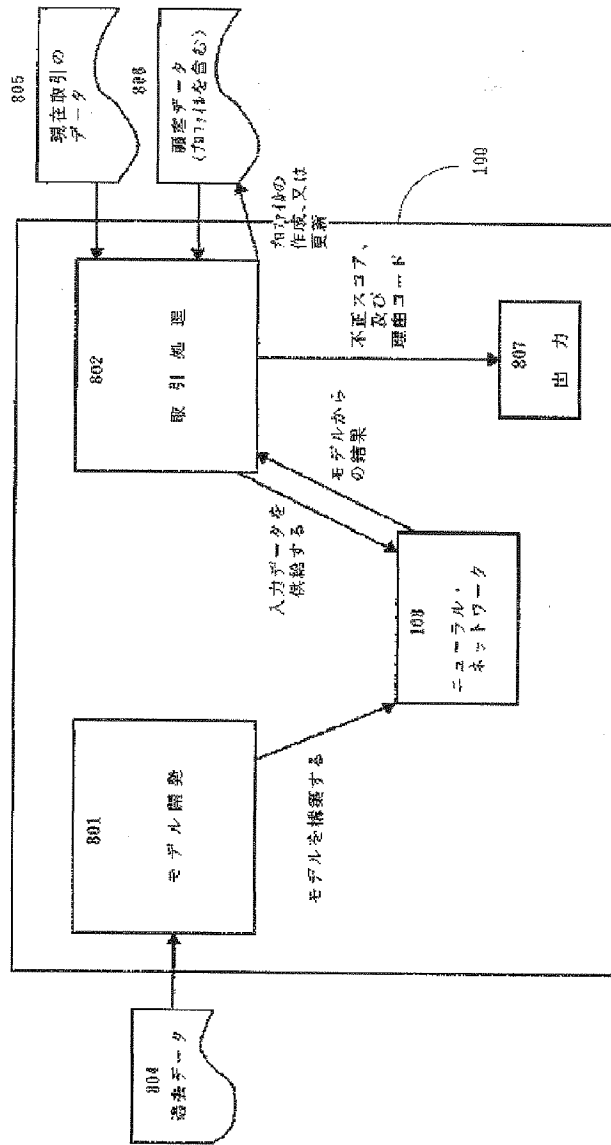 805
現在取引の
データ
806
顧客データ
(プロファイルを含む)
100
802
取引処理
プロファイルの
作成、又は
更新
不正スコア、
及び
理由コード
807
出力
モデルから
の結果
入力データを
供給する
108
ニューラル・
ネットワーク
801
モデル開発
モデルを構築する
804
過去データ